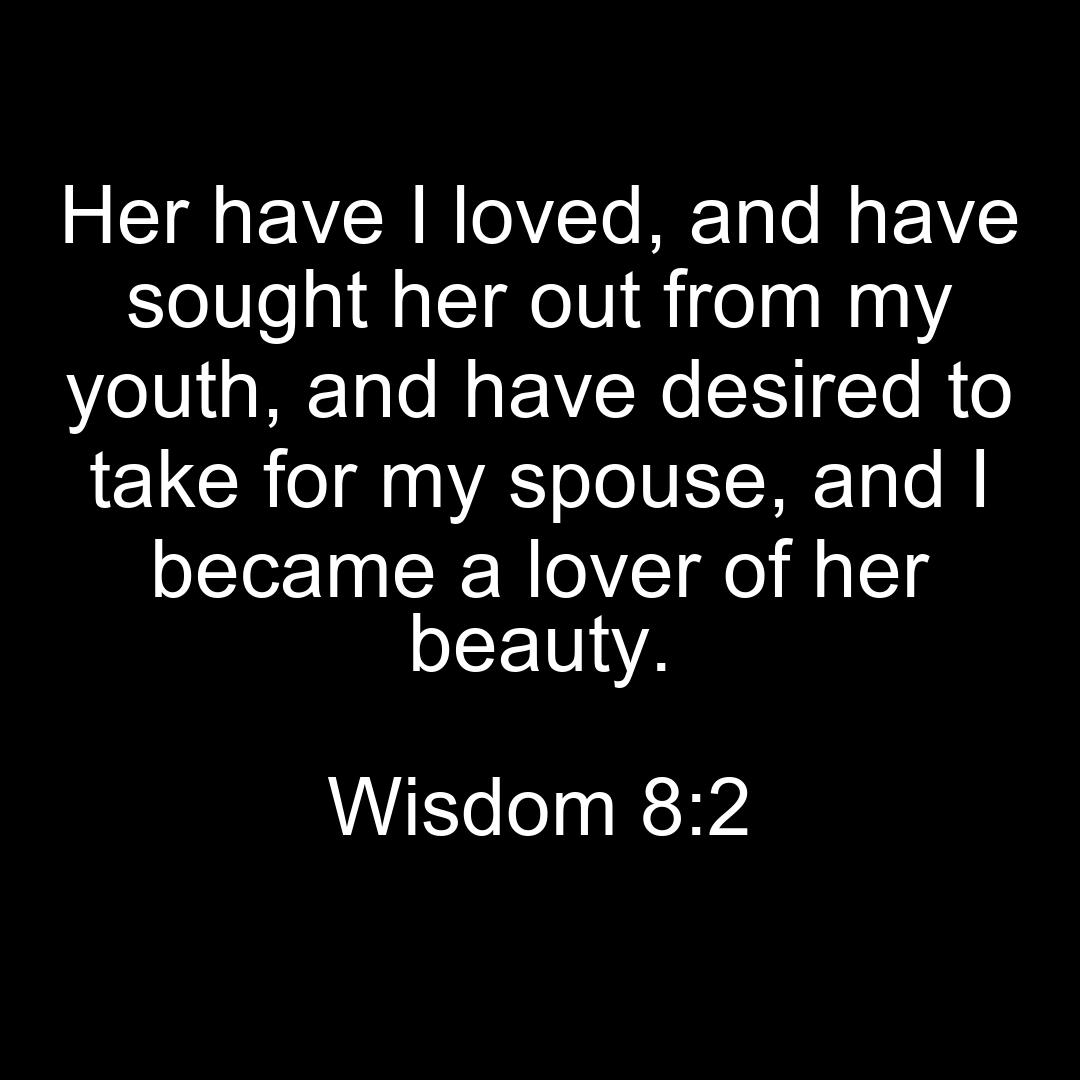 Her have I loved, and have
sought her out from my
youth, and have desired to
take for my spouse, and I
became a lover of her
beauty.
Wisdom 8:2